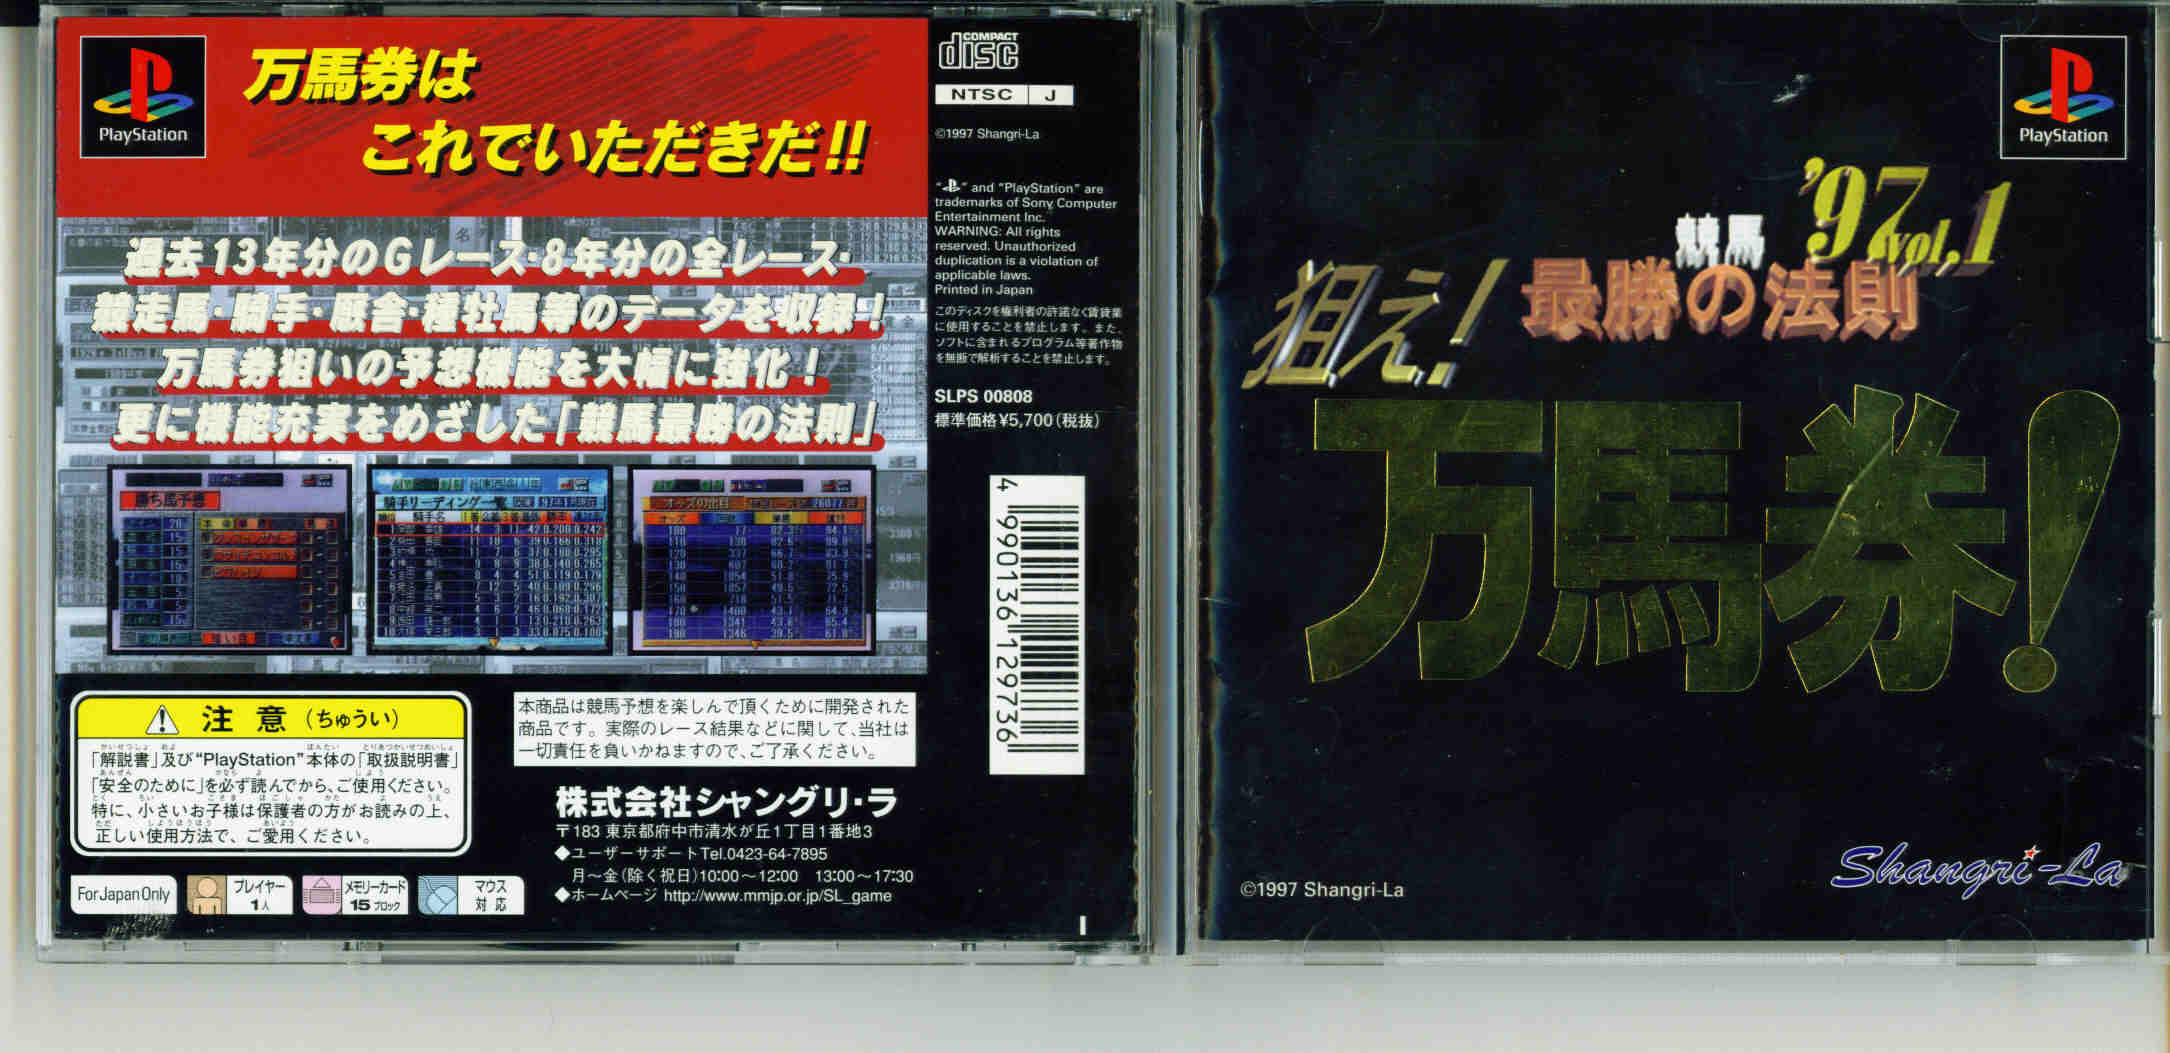 PlayStation
万馬券は
これでいただきだ!!
過去13年分のGレース・8年分の全レース・
競走馬・騎手・厩舎・種牡馬等のデータを収録!
万馬券狙いの予想機能を大幅に強化!
更に機能充実をめざした「競馬最勝の法則」
勝ち馬予想
騎手リーディング一覧
オッズの出目
注意(ちゅうい)
「解説書」及び“PlayStation”本体の「取扱説明書」
「安全のために」を必ず読んでから、ご使用ください。
特に、小さいお子様は保護者の方がお読みの上、
正しい使用方法で、ご愛用ください。
For Japan Only
プレイヤー
1人
メモリーカード
15ブロック
マウス
対応
本商品は競馬予想を楽しんで頂くために開発された
商品です。実際のレース結果などに関して、当社は
一切責任を負いかねますので、ご了承ください。
株式会社シャングリ・ラ
〒183 東京都府中市清水が丘1丁目1番地3
◆ユーザーサポートTel.0423-64-7895
月〜金(除く祝日)10:00〜12:00 13:00〜17:30
◆ホームページ http://www.mmjp.or.jp/SL_game
COMPACT
disc
NTSC J
©1997 Shangri-La
“PS” and “PlayStation” are
trademarks of Sony Computer
Entertainment Inc.
WARNING: All rights
reserved. Unauthorized
duplication is a violation of
applicable laws.
Printed in Japan
このディスクを権利者の許諾なく賃貸業
に使用することを禁止します。また、
ソフトに含まれるプログラム等著作物
を無断で解析することを禁止します。
SLPS 00808
標準価格¥5,700(税抜)
4 990136 129736
PlayStation
競馬 '97 vol.1
最勝の法則
狙え!
万馬券!
©1997 Shangri-La
Shangri-La